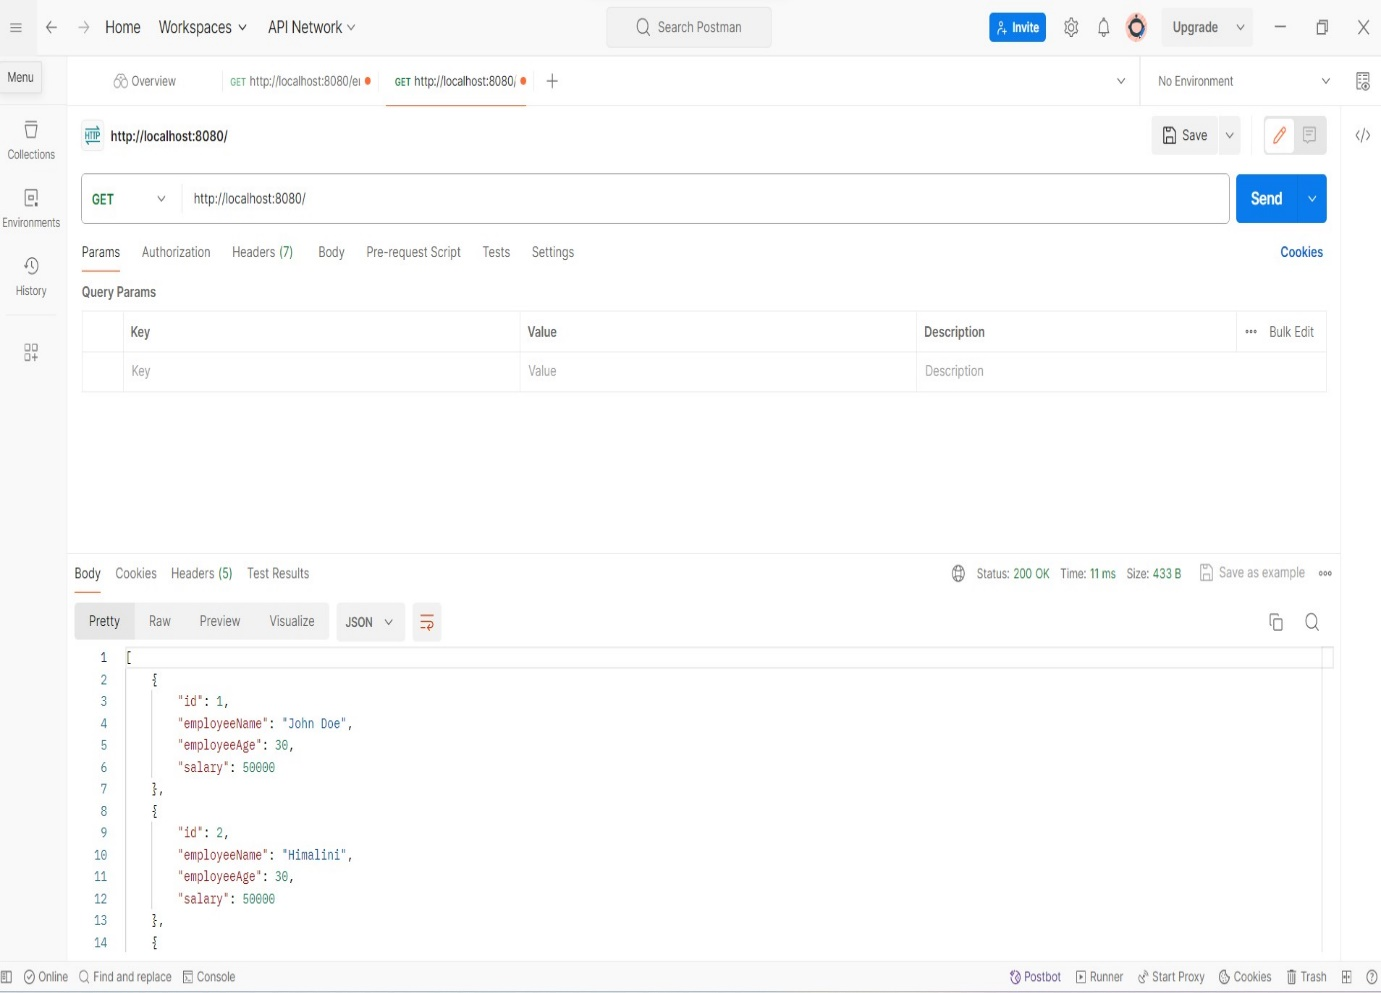 Home Workspaces API Network Search Postman Invite Upgrade
Menu
Overview GET http://localhost:8080/ei GET http://localhost:8080/ No Environment
Collections
Environments
History
HTTP http://localhost:8080/ Save
GET http://localhost:8080/ Send
Params Authorization Headers (7) Body Pre-request Script Tests Settings Cookies
Query Params
Key Value Description ••• Bulk Edit
Key Value Description
Body Cookies Headers (5) Test Results Status: 200 OK Time: 11 ms Size: 433 B Save as example
Pretty Raw Preview Visualize JSON
1 [
2 {
3 "id": 1,
4 "employeeName": "John Doe",
5 "employeeAge": 30,
6 "salary": 50000
7 },
8 {
9 "id": 2,
10 "employeeName": "Himalini",
11 "employeeAge": 30,
12 "salary": 50000
13 },
14 {
Online Find and replace Console Postbot Runner Start Proxy Cookies Trash